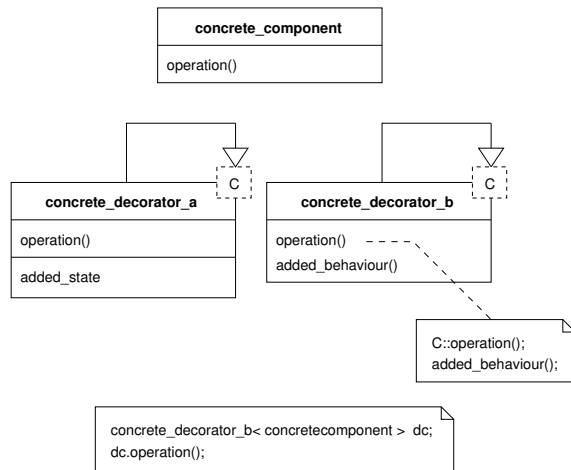 concrete_component
operation()
C
C
concrete_decorator_a
concrete_decorator_b
operation()
operation()
added_behaviour()
added_state
C::operation();
added_behaviour();
concrete_decorator_b< concretecomponent > dc;
dc.operation();